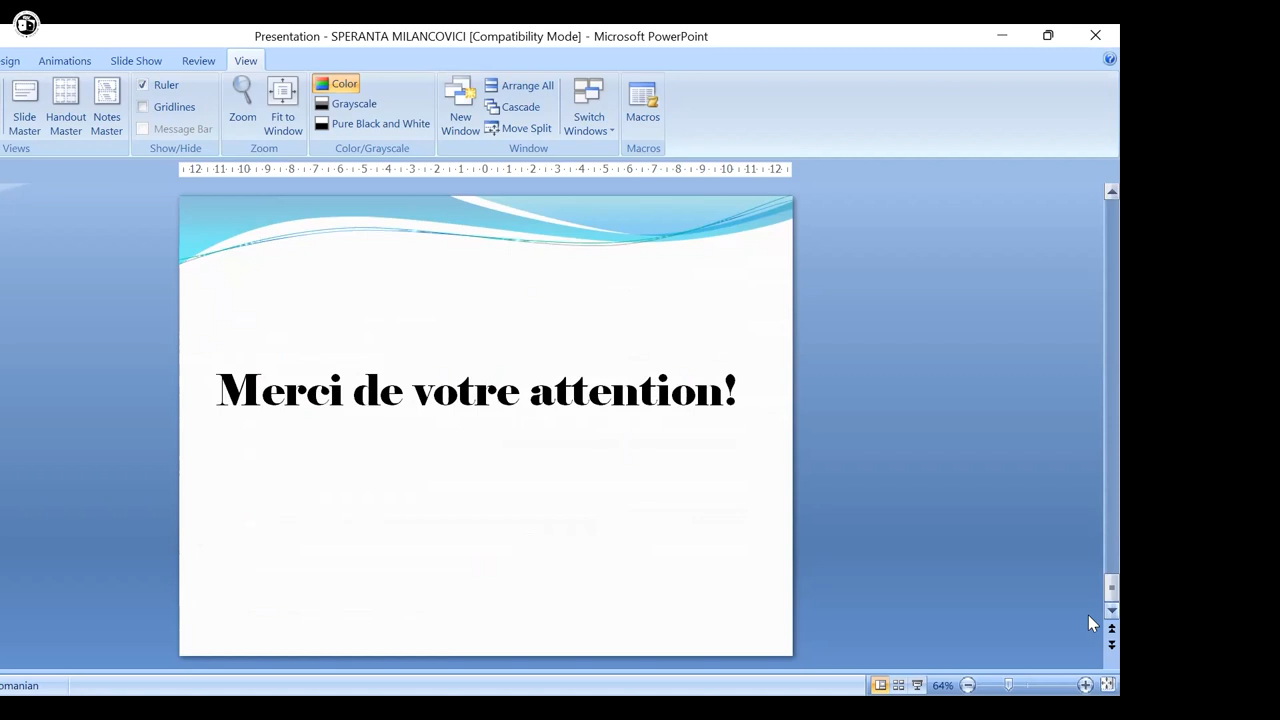 Presentation - SPERANTA MILANCOVICI [Compatibility Mode] - Microsoft PowerPoint
sign Animations Slide Show Review View
Slide Master
Handout Master
Notes Master
Views
Ruler
Gridlines
Message Bar
Show/Hide
Zoom
Fit to Window
Zoom
Color
Grayscale
Pure Black and White
Color/Grayscale
New Window
Arrange All
Cascade
Move Split
Switch Windows
Window
Macros
Macros
12 11 10 9 8 7 6 5 4 3 2 1 0 1 2 3 4 5 6 7 8 9 10 11 12
Merci de votre attention!
omanian
64%